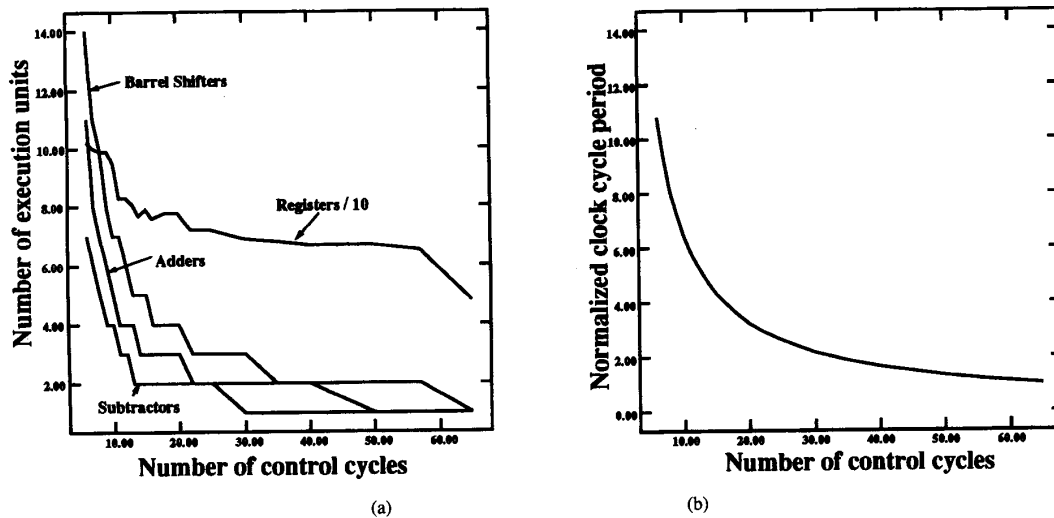 Number of execution units
14.00
12.00
10.00
8.00
6.00
4.00
2.00
Barrel Shifters
Registers / 10
Adders
Subtractors
10.00 20.00 30.00 40.00 50.00 60.00
Number of control cycles
(a)
Normalized clock cycle period
14.00
12.00
10.00
8.00
6.00
4.00
2.00
0.00
10.00 20.00 30.00 40.00 50.00 60.00
Number of control cycles
(b)